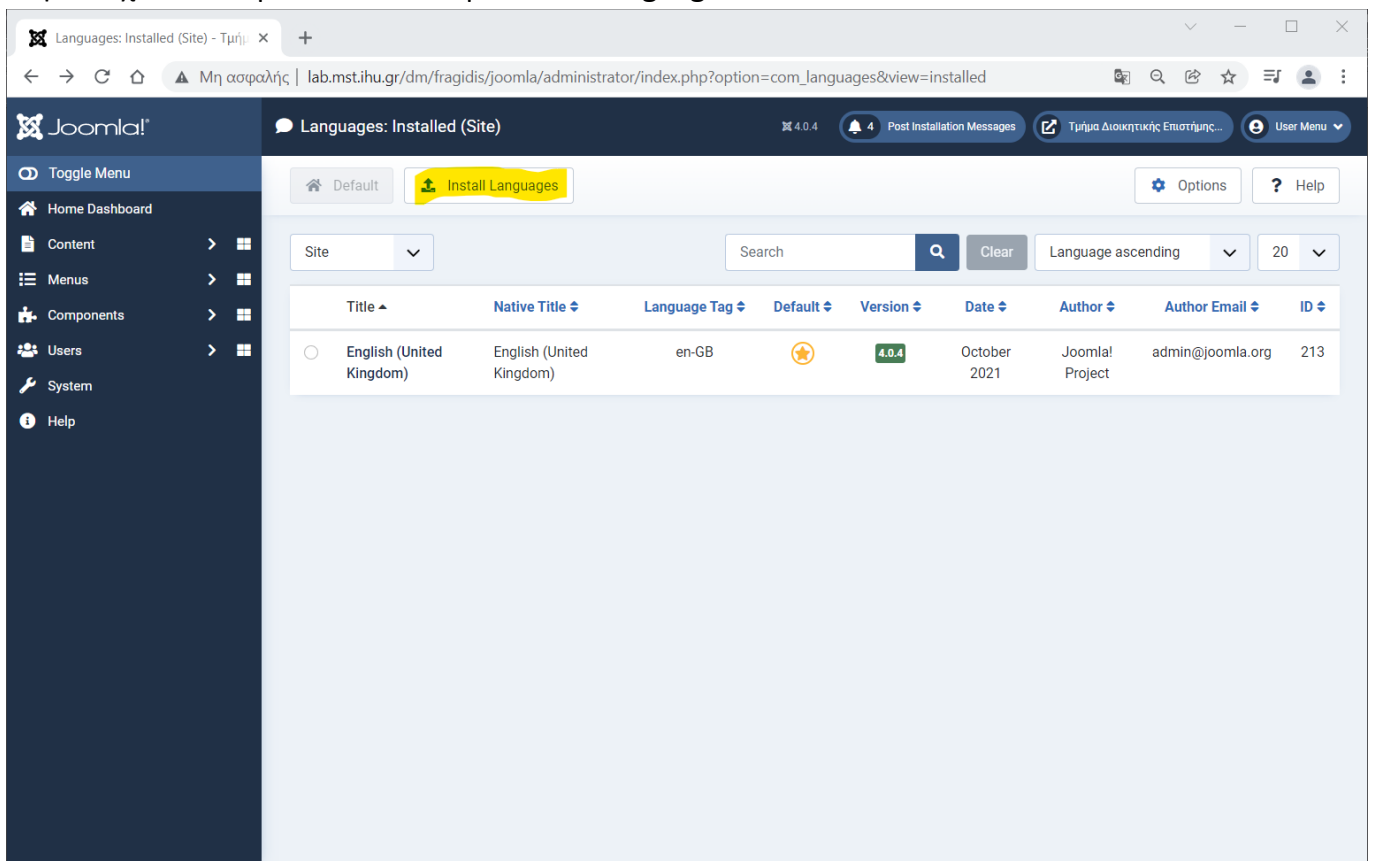 Languages: Installed (Site) - Τμήμ
Μη ασφαλής | lab.mst.ihu.gr/dm/fragidis/joomla/administrator/index.php?option=com_languages&view=installed
Joomla!
Languages: Installed (Site)
4.0.4
4 Post Installation Messages
Τμήμα Διοικητικής Επιστήμης...
User Menu
Toggle Menu
Home Dashboard
Content
Menus
Components
Users
System
Help
Default
Install Languages
Options
? Help
Site
Search
Clear
Language ascending
20
Title
Native Title
Language Tag
Default
Version
Date
Author
Author Email
ID
English (United
Kingdom)
English (United
Kingdom)
en-GB
4.0.4
October
2021
Joomla!
Project
admin@joomla.org
213